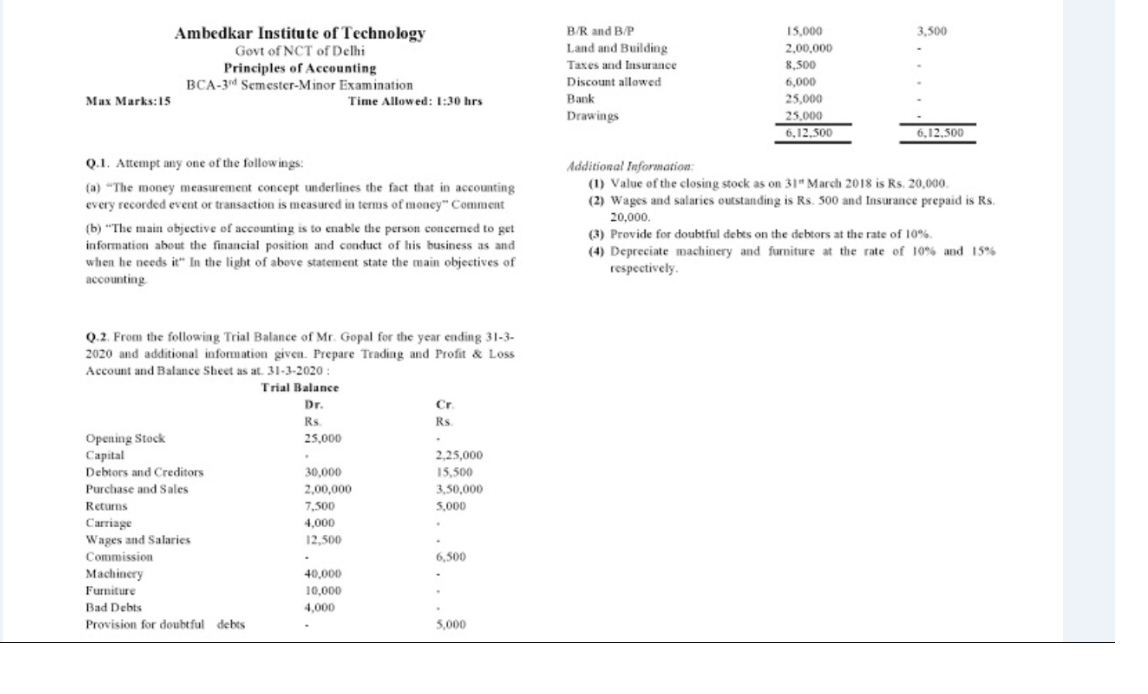 Ambedkar Institute of Technology
Govt of NCT of Delhi
Principles of Accounting
BCA-3rd Semester-Minor Examination
Max Marks:15 Time Allowed: 1:30 hrs
Q.1. Attempt any one of the followings:
(a) "The money measurement concept underlines the fact that in accounting
every recorded event or transaction is measured in terms of money" Comment
(b) "The main objective of accounting is to enable the person concerned to get
information about the financial position and conduct of his business as and
when he needs it" In the light of above statement state the main objectives of
accounting.
Q.2. From the following Trial Balance of Mr. Gopal for the year ending 31-3-
2020 and additional information given. Prepare Trading and Profit & Loss
Account and Balance Sheet as at. 31-3-2020 :
Trial Balance
Dr. Cr.
Rs. Rs.
Opening Stock 25,000 -
Capital - 2,25,000
Debtors and Creditors 30,000 15,500
Purchase and Sales 2,00,000 3,50,000
Returns 7,500 5,000
Carriage 4,000 -
Wages and Salaries 12,500 -
Commission - 6,500
Machinery 40,000 -
Furniture 10,000 -
Bad Debts 4,000 -
Provision for doubtful debts - 5,000
B/R and B/P 15,000 3,500
Land and Building 2,00,000 -
Taxes and Insurance 8,500 -
Discount allowed 6,000 -
Bank 25,000 -
Drawings 25,000 -
6,12,500 6,12,500
Additional Information:
(1) Value of the closing stock as on 31st March 2018 is Rs. 20,000.
(2) Wages and salaries outstanding is Rs. 500 and Insurance prepaid is Rs.
20,000.
(3) Provide for doubtful debts on the debtors at the rate of 10%.
(4) Depreciate machinery and furniture at the rate of 10% and 15%
respectively.